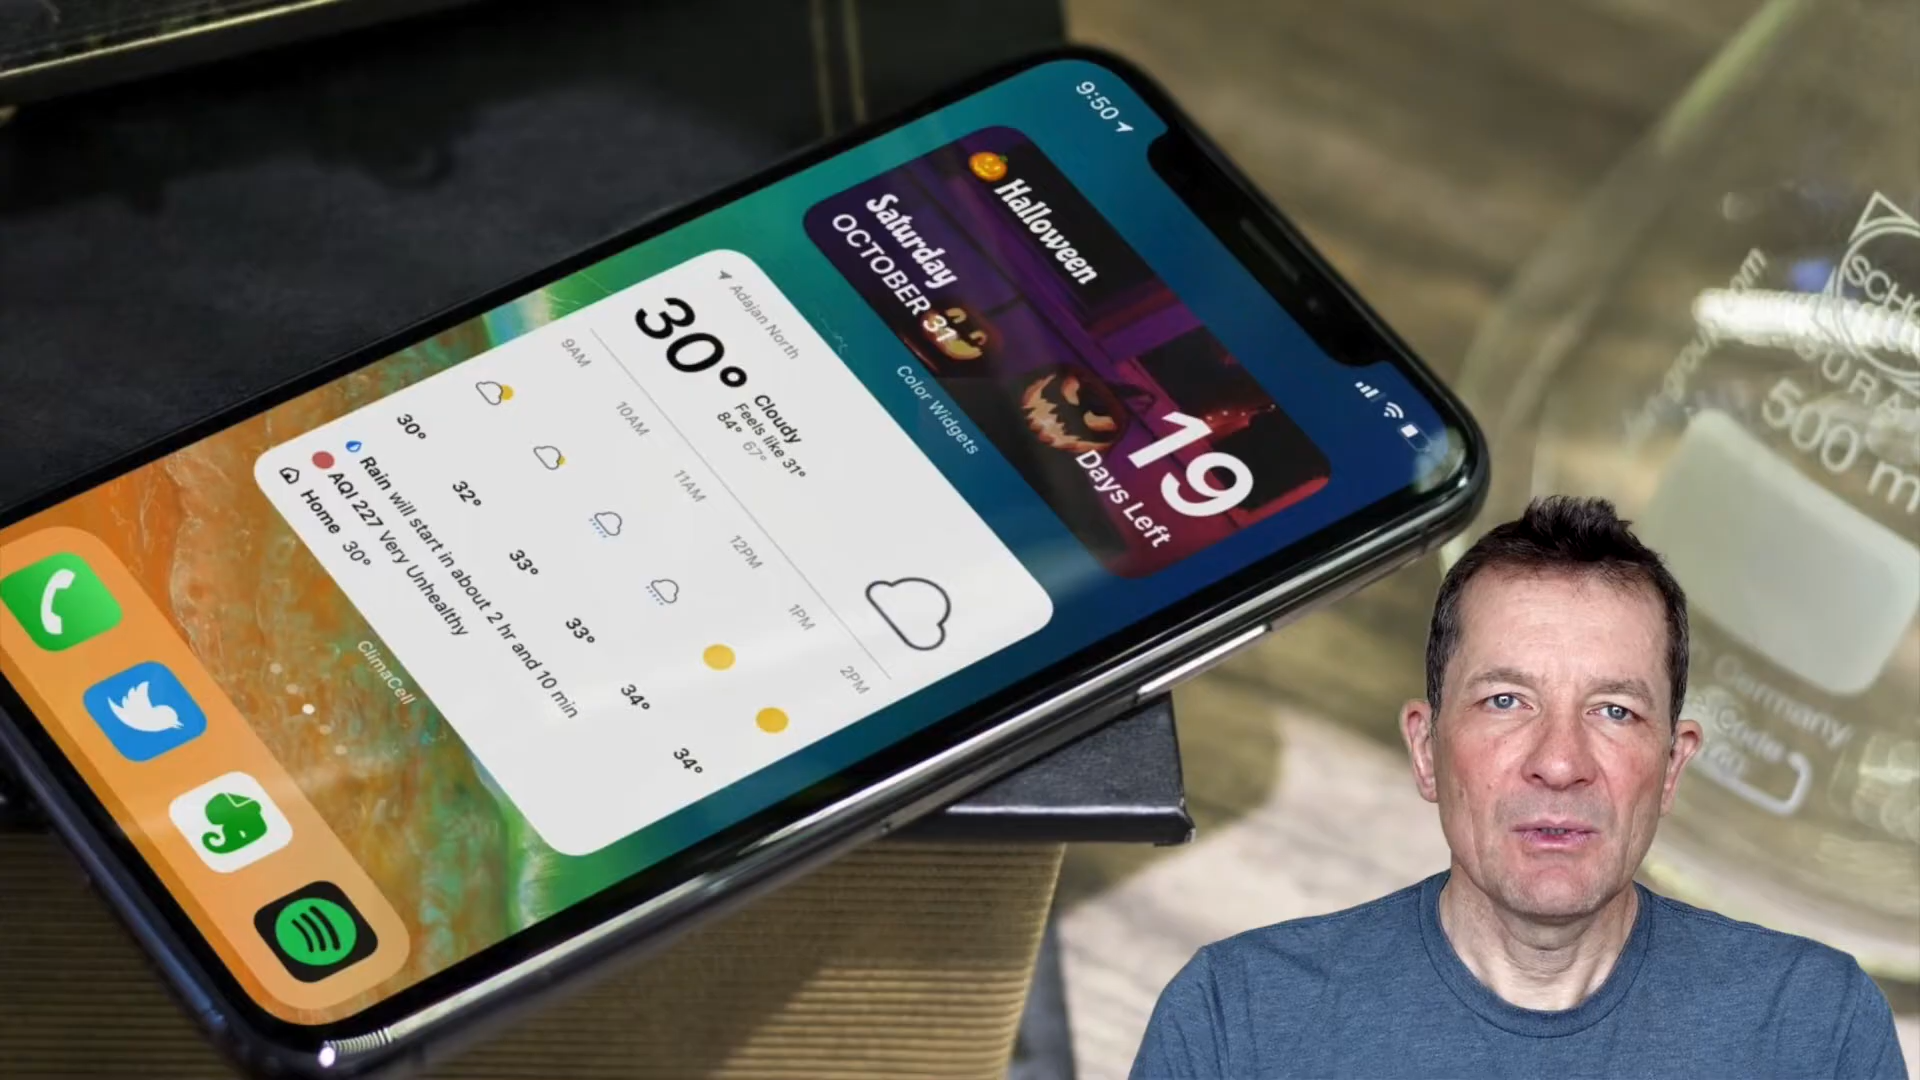 9:50
🎃 Halloween
Saturday
OCTOBER 31
19
Days Left
Color Widgets
Adajan North
30°
Cloudy
Feels like 31°
84° 67°
9AM
10AM
11AM
12PM
1PM
2PM
30°
32°
33°
33°
34°
34°
Rain will start in about 2 hr and 10 min
AQI 227 Very Unhealthy
Home 30°
ClimaCell
500 m
Germany